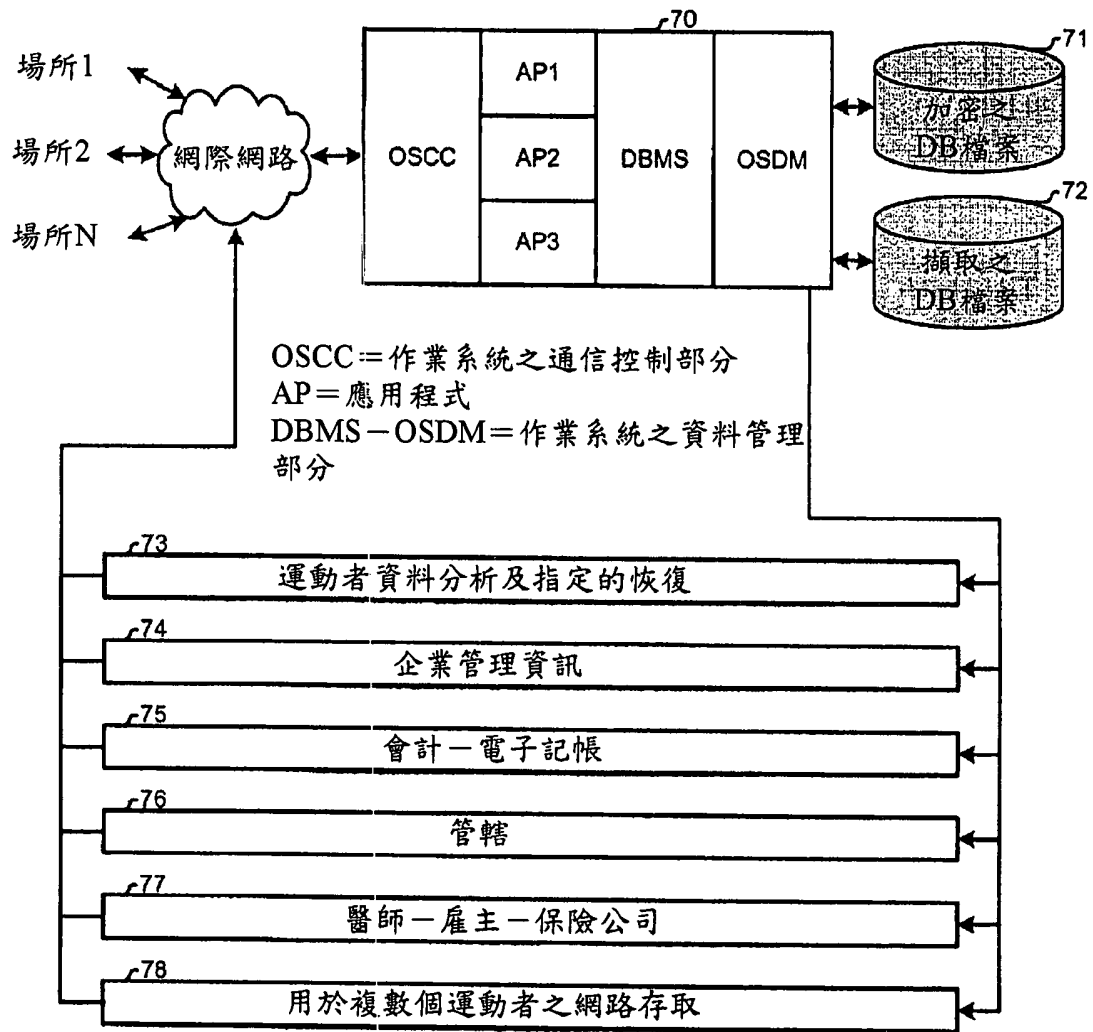 70
71
場所1
場所2
場所N
網際網路
OSCC
AP1
AP2
AP3
DBMS
OSDM
加密之
DB檔案
72
擷取之
DB檔案
OSCC=作業系統之通信控制部分
AP=應用程式
DBMS-OSDM=作業系統之資料管理
部分
73
運動者資料分析及指定的恢復
74
企業管理資訊
75
會計-電子記帳
76
管轄
77
醫師-雇主-保險公司
78
用於複數個運動者之網路存取